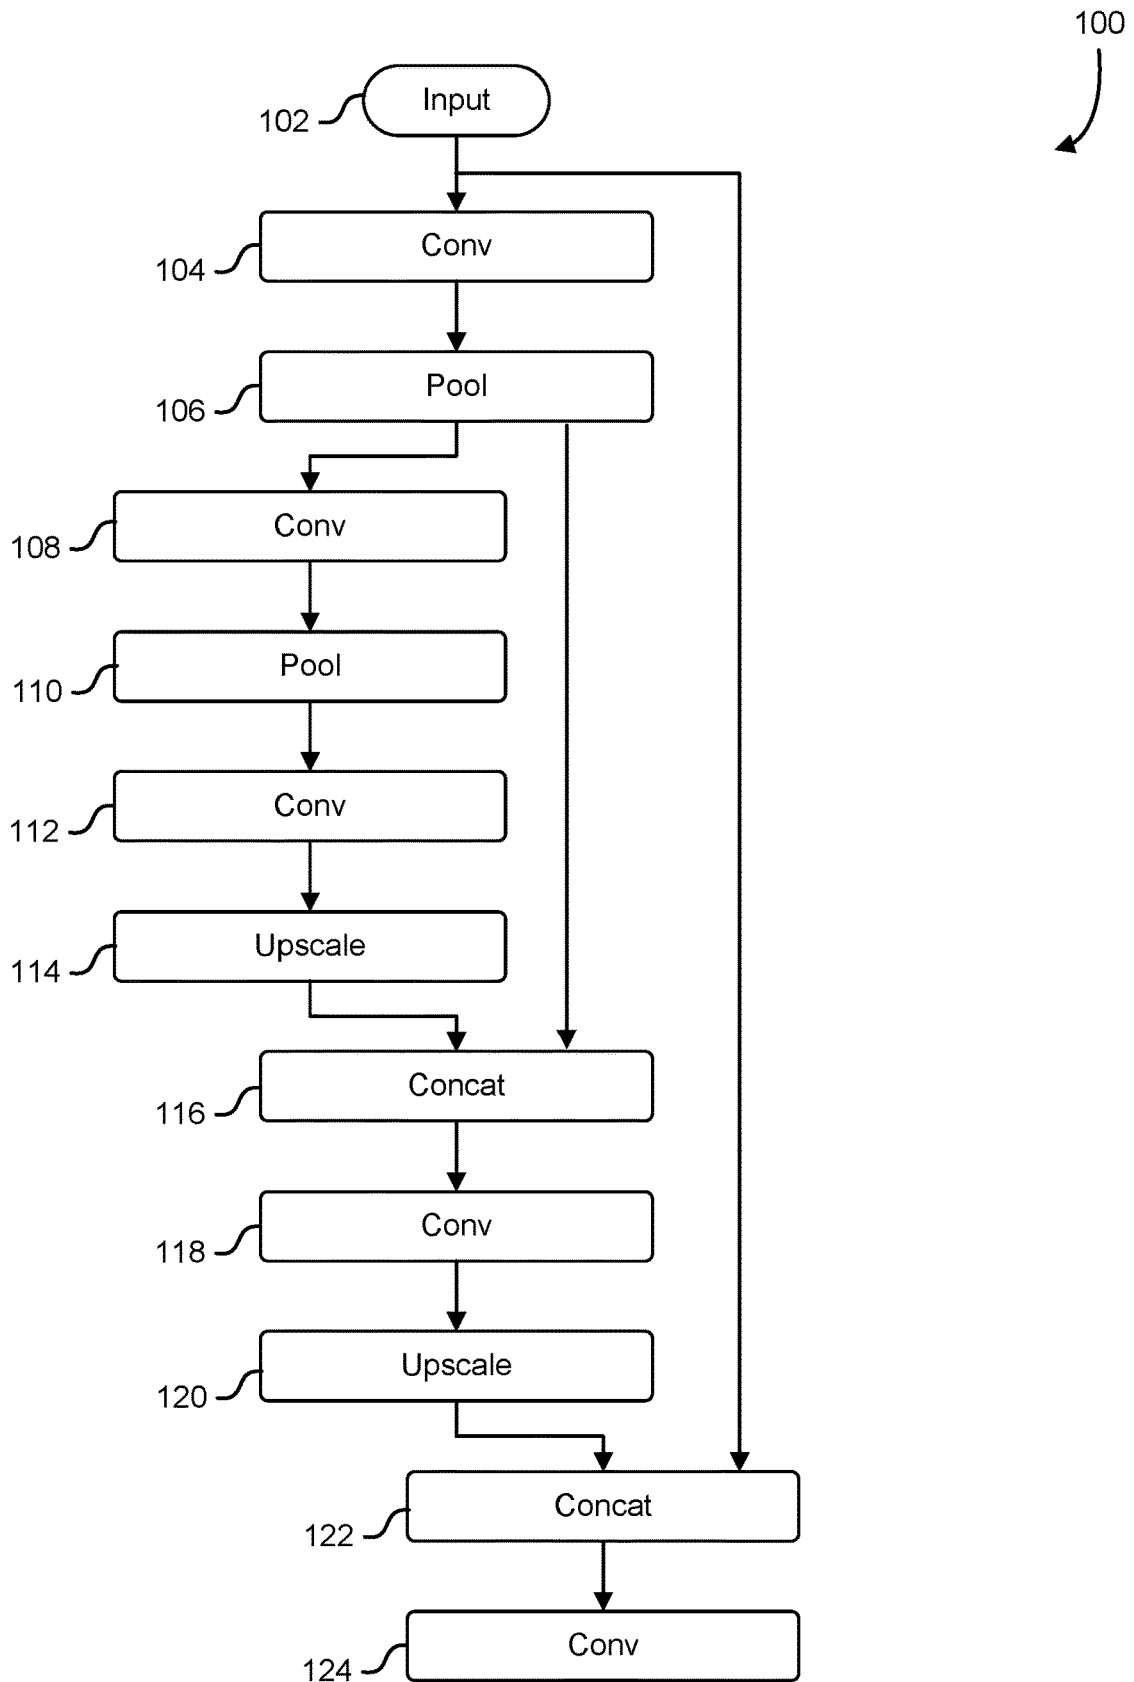 100
Input
102
Conv
104
Pool
106
Conv
108
Pool
110
Conv
112
Upscale
114
Concat
116
Conv
118
Upscale
120
Concat
122
Conv
124